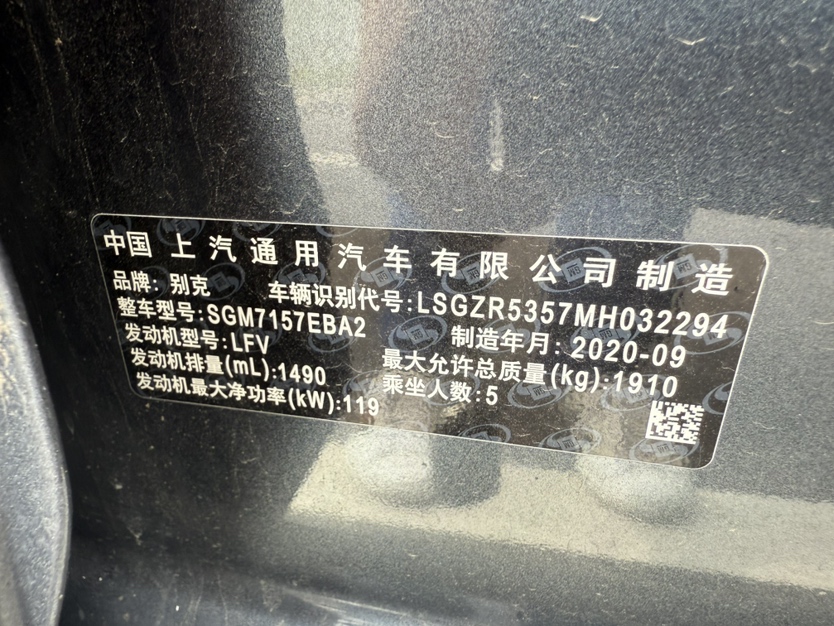 中国上汽通用汽车有限公司制造
品牌：别克 车辆识别代号：LSGZR5357MH032294
整车型号：SGM7157EBA2 制造年月：2020-09
发动机型号：LFV 最大允许总质量(kg)：1910
发动机排量(mL)：1490 乘坐人数：5
发动机最大净功率(kW)：119